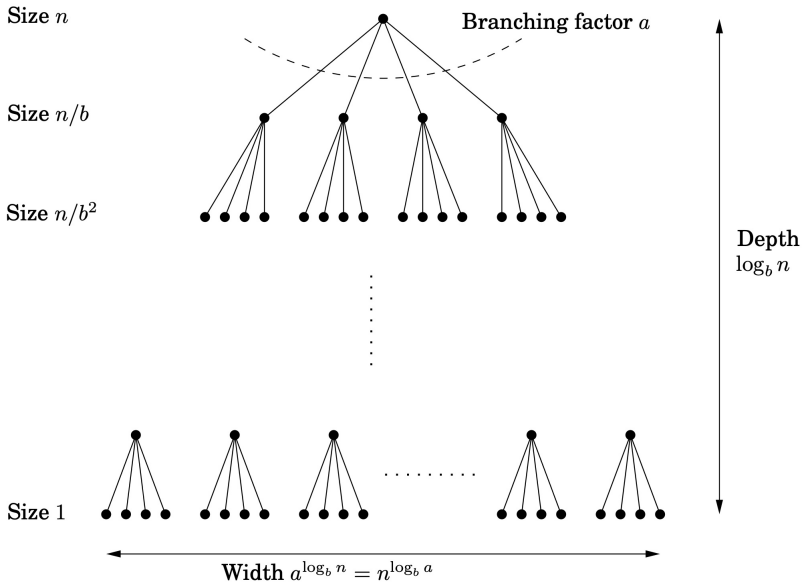 Size n
Branching factor a
Size n/b
Size n/b²
Depth
log_b n
Size 1
Width a^{log_b n} = n^{log_b a}